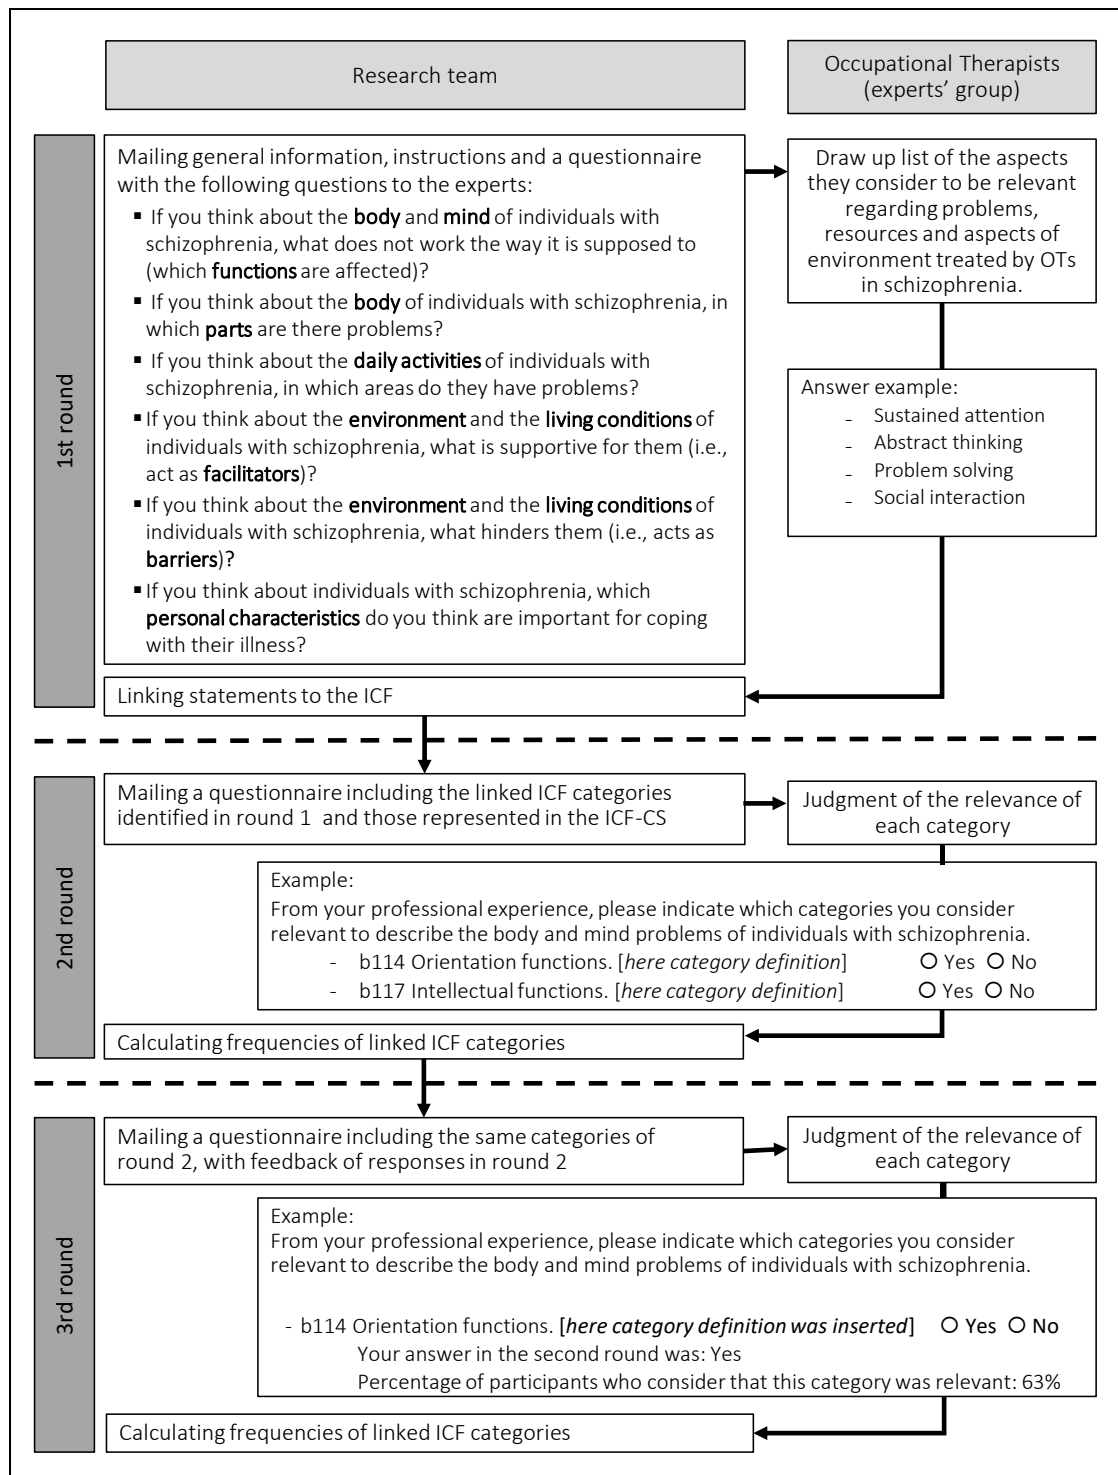 Research team
Occupational Therapists
(experts' group)
1st round
Mailing general information, instructions and a questionnaire
with the following questions to the experts:
▪ If you think about the body and mind of individuals with
schizophrenia, what does not work the way it is supposed to
(which functions are affected)?
▪ If you think about the body of individuals with schizophrenia, in
which parts are there problems?
▪ If you think about the daily activities of individuals with
schizophrenia, in which areas do they have problems?
▪ If you think about the environment and the living conditions of
individuals with schizophrenia, what is supportive for them (i.e.,
act as facilitators)?
▪ If you think about the environment and the living conditions of
individuals with schizophrenia, what hinders them (i.e., acts as
barriers)?
▪ If you think about individuals with schizophrenia, which
personal characteristics do you think are important for coping
with their illness?
Draw up list of the aspects
they consider to be relevant
regarding problems,
resources and aspects of
environment treated by OTs
in schizophrenia.
Answer example:
- Sustained attention
- Abstract thinking
- Problem solving
- Social interaction
Linking statements to the ICF
2nd round
Mailing a questionnaire including the linked ICF categories
identified in round 1 and those represented in the ICF-CS
Judgment of the relevance of
each category
Example:
From your professional experience, please indicate which categories you consider
relevant to describe the body and mind problems of individuals with schizophrenia.
- b114 Orientation functions. [here category definition] O Yes O No
- b117 Intellectual functions. [here category definition] O Yes O No
Calculating frequencies of linked ICF categories
3rd round
Mailing a questionnaire including the same categories of
round 2, with feedback of responses in round 2
Judgment of the relevance of
each category
Example:
From your professional experience, please indicate which categories you consider
relevant to describe the body and mind problems of individuals with schizophrenia.
- b114 Orientation functions. [here category definition was inserted] O Yes O No
Your answer in the second round was: Yes
Percentage of participants who consider that this category was relevant: 63%
Calculating frequencies of linked ICF categories